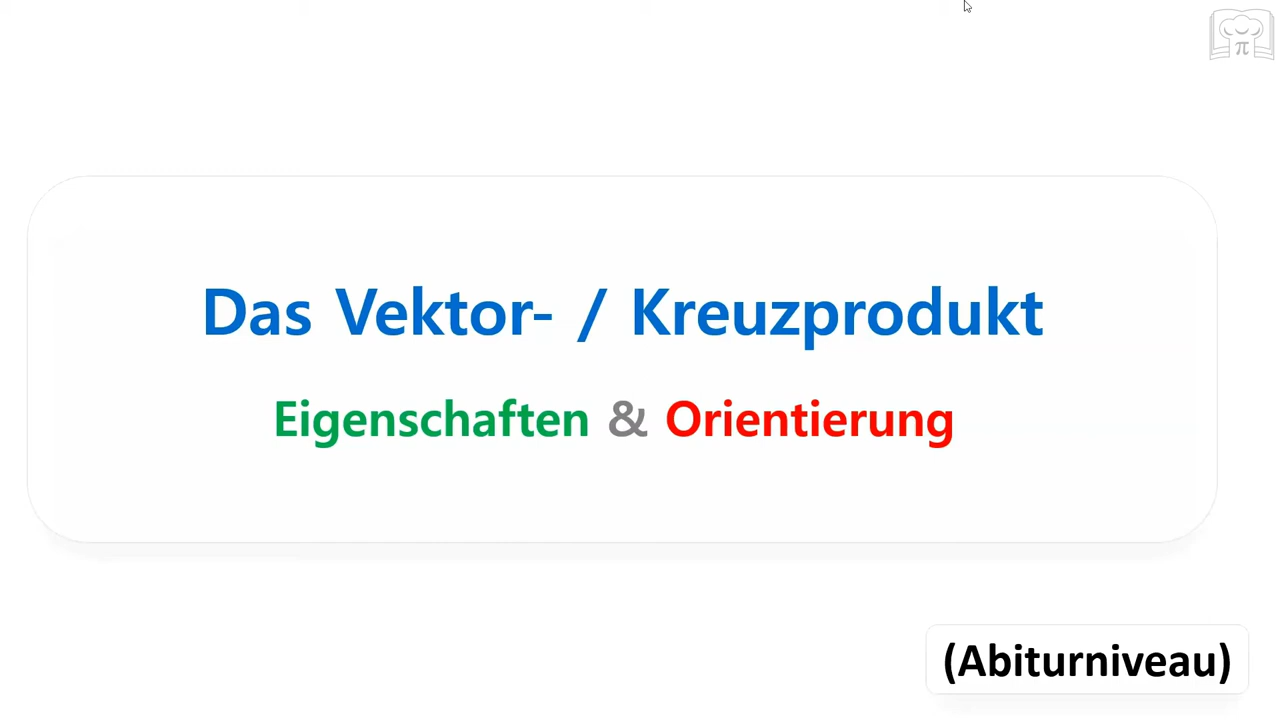 π
Das Vektor- / Kreuzprodukt
Eigenschaften & Orientierung
(Abiturniveau)